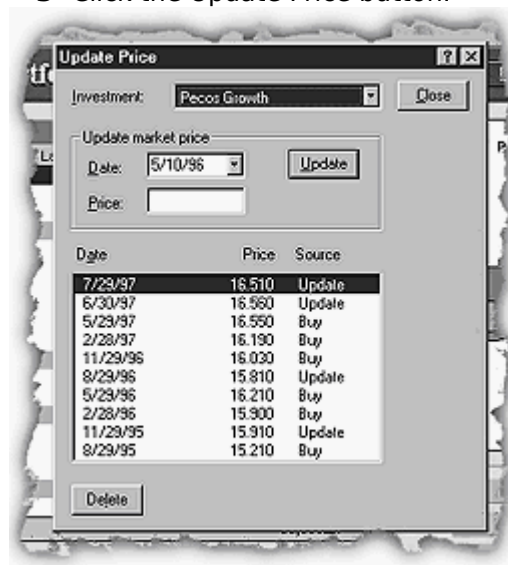 Click the Update Price button.
Update Price
Investment: Pecos Growth Close
Update market price
Date: 5/10/96 Update
Price:
Date Price Source
7/29/97 16.510 Update
6/30/97 16.560 Update
5/29/97 16.550 Buy
2/28/97 16.190 Buy
11/29/96 16.030 Buy
8/29/96 15.810 Update
5/29/96 16.210 Buy
2/28/96 15.900 Buy
11/29/95 15.910 Update
8/29/95 15.210 Buy
Delete